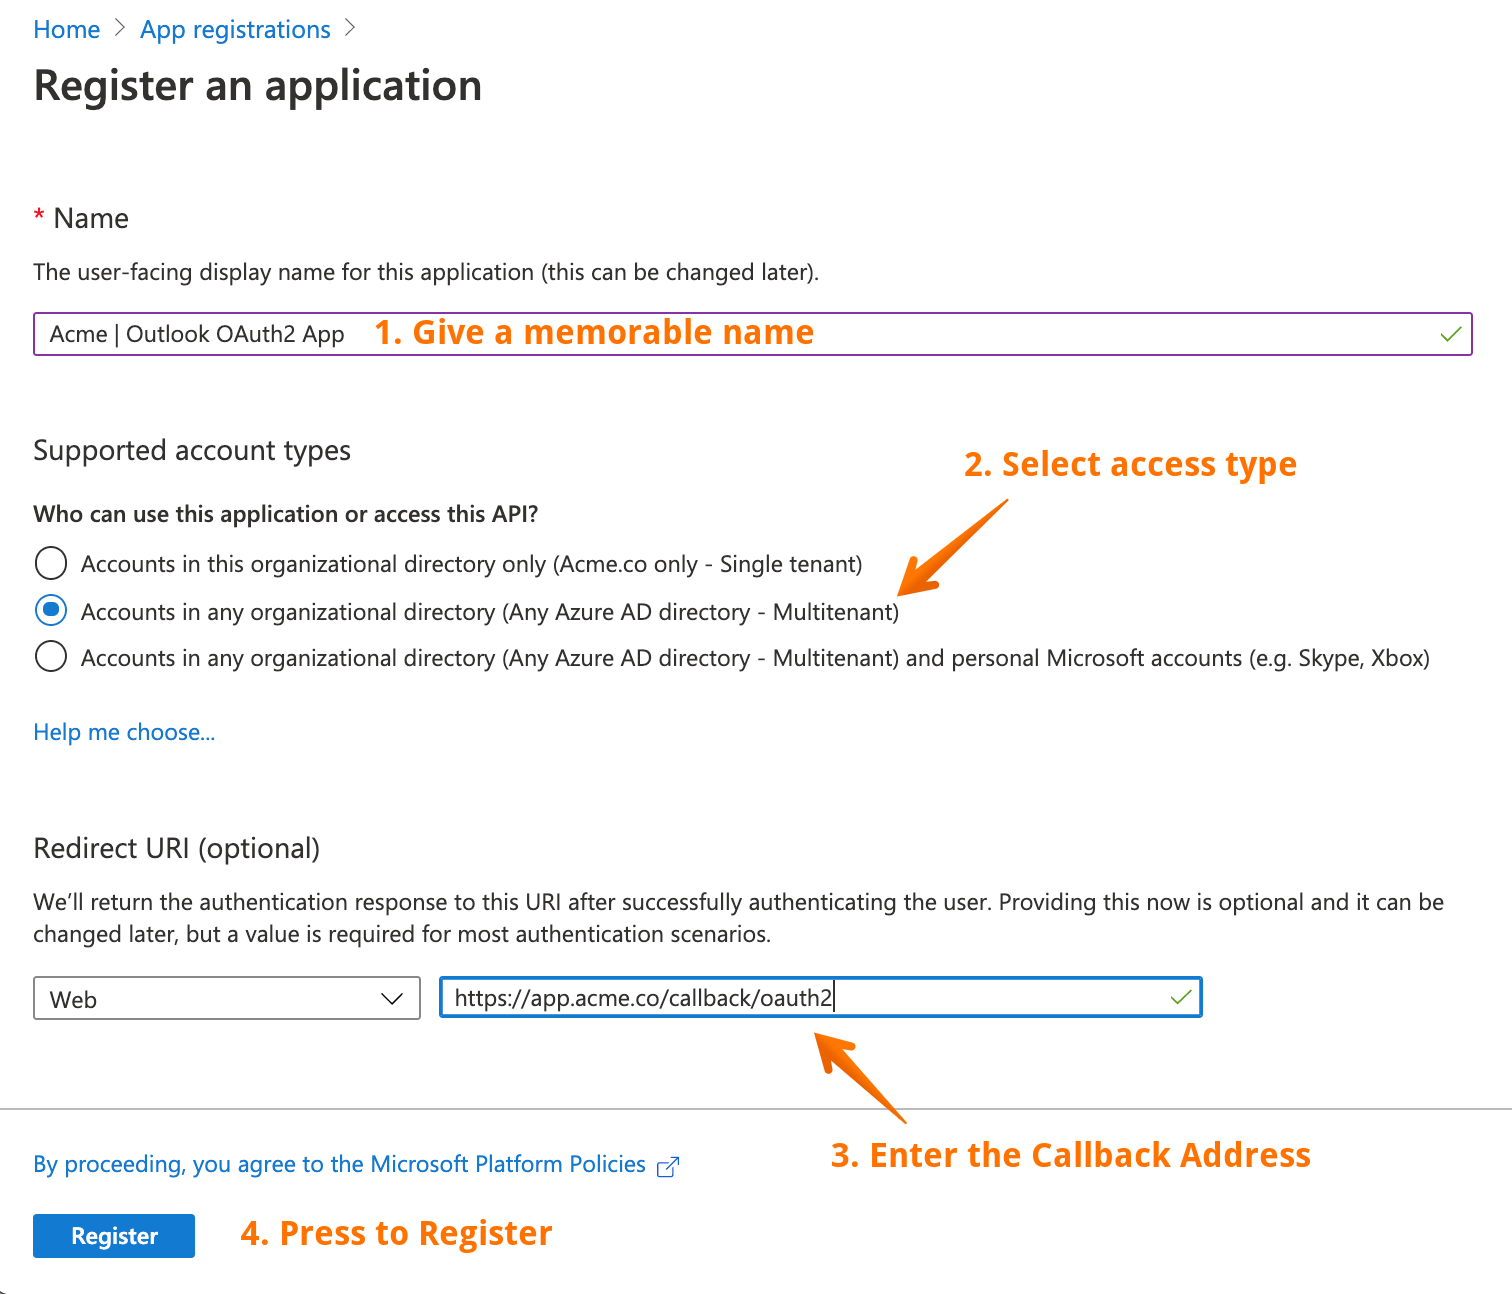 Home > App registrations >
Register an application
* Name
The user-facing display name for this application (this can be changed later).
Acme | Outlook OAuth2 App 1. Give a memorable name
Supported account types
2. Select access type
Who can use this application or access this API?
Accounts in this organizational directory only (Acme.co only - Single tenant)
Accounts in any organizational directory (Any Azure AD directory - Multitenant)
Accounts in any organizational directory (Any Azure AD directory - Multitenant) and personal Microsoft accounts (e.g. Skype, Xbox)
Help me choose...
Redirect URI (optional)
We’ll return the authentication response to this URI after successfully authenticating the user. Providing this now is optional and it can be
changed later, but a value is required for most authentication scenarios.
Web https://app.acme.co/callback/oauth2
3. Enter the Callback Address
By proceeding, you agree to the Microsoft Platform Policies
Register 4. Press to Register